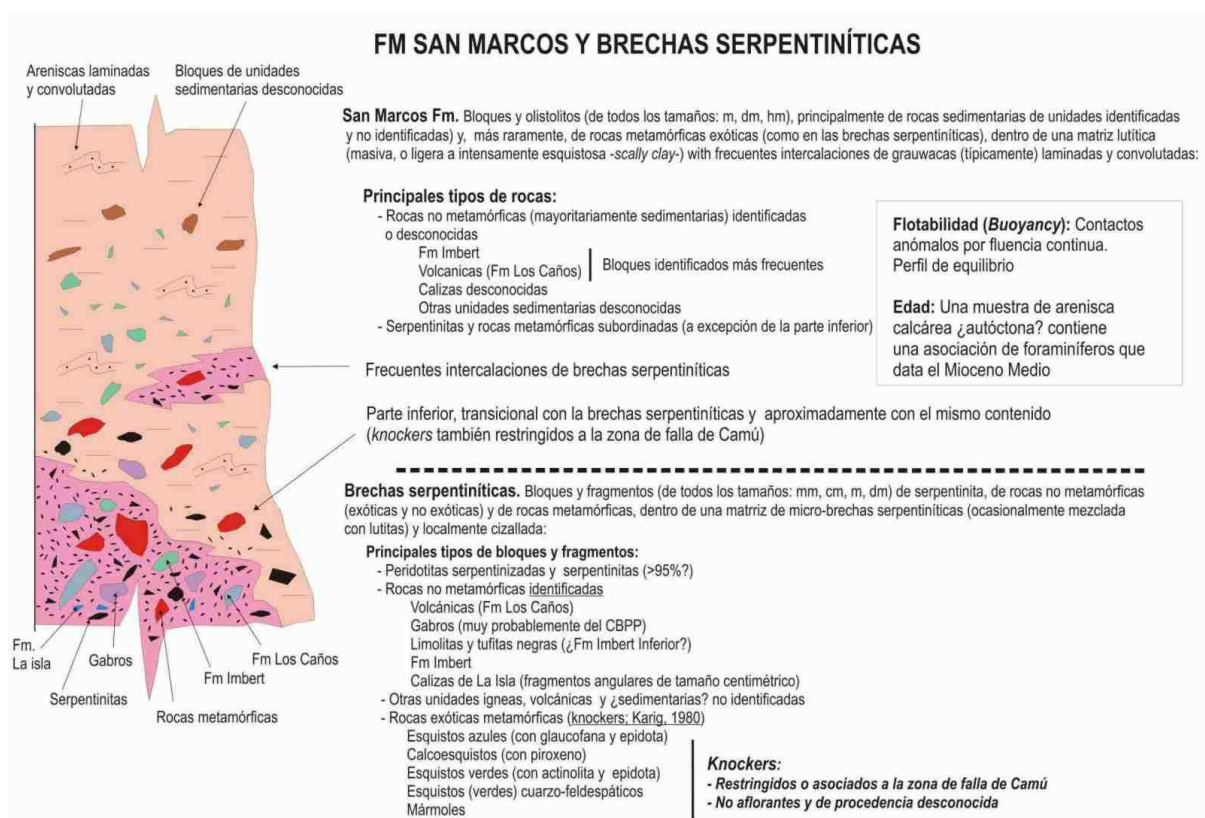 FM SAN MARCOS Y BRECHAS SERPENTINÍTICAS
Areniscas laminadas
y convolutadas
Bloques de unidades
sedimentarias desconocidas
San Marcos Fm. Bloques y olistolitos (de todos los tamaños: m, dm, hm), principalmente de rocas sedimentarias de unidades identificadas
y no identificadas) y, más raramente, de rocas metamórficas exóticas (como en las brechas serpentiníticas), dentro de una matriz lutítica
(masiva, o ligera a intensamente esquistosa -scally clay-) with frecuentes intercalaciones de grauwacas (típicamente) laminadas y convolutadas:
Principales tipos de rocas:
- Rocas no metamórficas (mayoritariamente sedimentarias) identificadas
o desconocidas
Fm Imbert
Volcanicas (Fm Los Caños)
Bloques identificados más frecuentes
Calizas desconocidas
Otras unidades sedimentarias desconocidas
- Serpentinitas y rocas metamórficas subordinadas (a excepción de la parte inferior)
Flotabilidad (Buoyancy): Contactos
anómalos por fluencia continua.
Perfil de equilibrio
Edad: Una muestra de arenisca
calcárea ¿autóctona? contiene
una asociación de foraminíferos que
data el Mioceno Medio
Frecuentes intercalaciones de brechas serpentiníticas
Parte inferior, transicional con la brechas serpentiníticas y aproximadamente con el mismo contenido
(knockers también restringidos a la zona de falla de Camú)
Brechas serpentiníticas. Bloques y fragmentos (de todos los tamaños: mm, cm, m, dm) de serpentinita, de rocas no metamórficas
(exóticas y no exóticas) y de rocas metamórficas, dentro de una matrriz de micro-brechas serpentiníticas (ocasionalmente mezclada
con lutitas) y localmente cizallada:
Principales tipos de bloques y fragmentos:
- Peridotitas serpentinizadas y serpentinitas (>95%?)
- Rocas no metamórficas identificadas
Volcánicas (Fm Los Caños)
Gabros (muy probablemente del CBPP)
Limolitas y tufitas negras (¿Fm Imbert Inferior?)
Fm Imbert
Calizas de La Isla (fragmentos angulares de tamaño centimétrico)
- Otras unidades igneas, volcánicas y ¿sedimentarias? no identificadas
- Rocas exóticas metamórficas (knockers; Karig, 1980)
Esquistos azules (con glaucofana y epidota)
Calcoesquistos (con piroxeno)
Esquistos verdes (con actinolita y epidota)
Esquistos (verdes) cuarzo-feldespáticos
Mármoles
Knockers:
- Restringidos o asociados a la zona de falla de Camú
- No aflorantes y de procedencia desconocida
Fm.
La isla
Serpentinitas
Gabros
Rocas metamórficas
Fm Imbert
Fm Los Caños